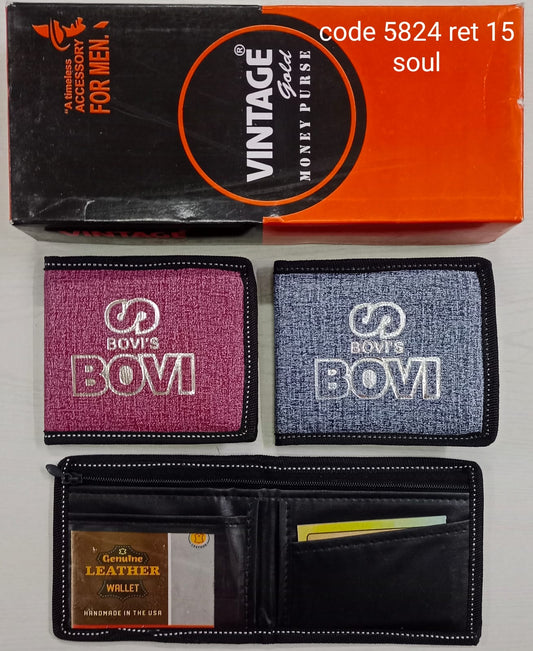 code 5824 ret 15
soul
"A timeless
ACCESSORY
FOR MEN.
VINTAGE®
Gold
MONEY PURSE
VINTAGE
BOVI'S
BOVI
BOVI'S
BOVI
Genuine
LEATHER
WALLET
HANDMADE IN THE USA